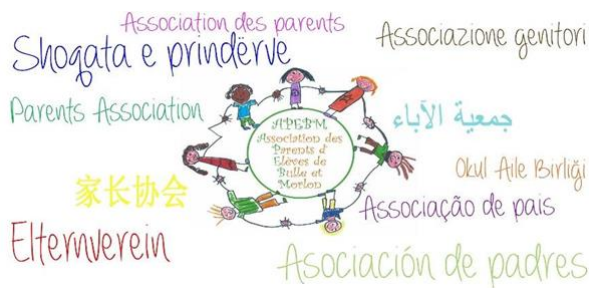 Association des parents
Shoqata e prindërve
Associazione genitori
Parents Association
APEBM
Association des
Parents d'
Elèves de
Bulle et
Morlon
جمعية الآباء
Okul Aile Birliği
家长协会
Associação de pais
Elternverein
Asociación de padres